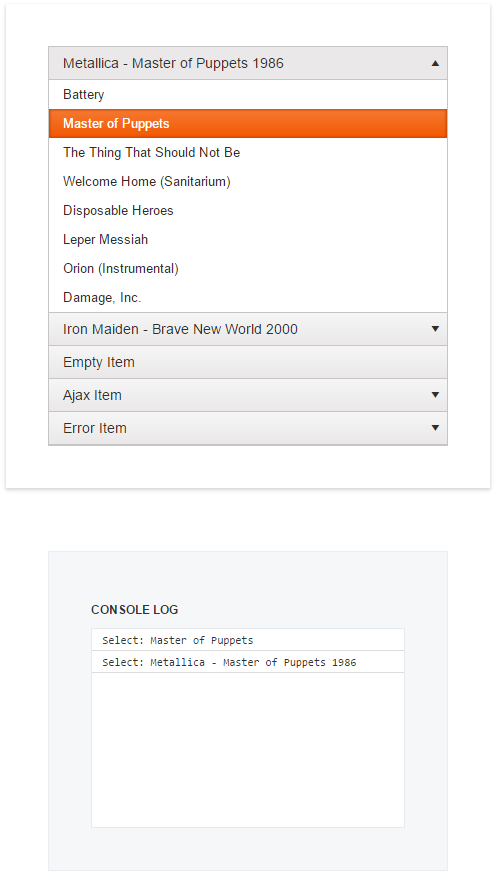 Metallica - Master of Puppets 1986
Battery
Master of Puppets
The Thing That Should Not Be
Welcome Home (Sanitarium)
Disposable Heroes
Leper Messiah
Orion (Instrumental)
Damage, Inc.
Iron Maiden - Brave New World 2000
Empty Item
Ajax Item
Error Item
CONSOLE LOG
Select: Master of Puppets
Select: Metallica - Master of Puppets 1986